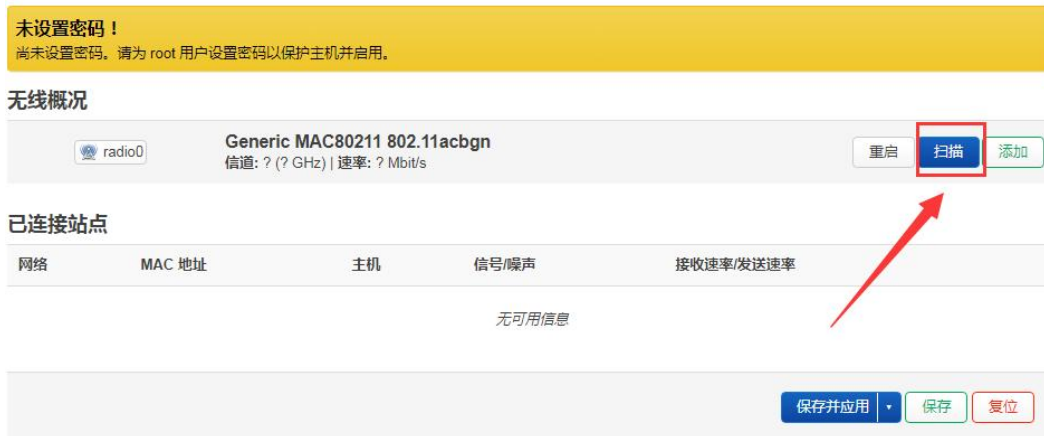 未设置密码！
尚未设置密码。请为 root 用户设置密码以保护主机并启用。
无线概况
radio0
Generic MAC80211 802.11acbgn
信道: ? (? GHz) | 速率: ? Mbit/s
重启 扫描 添加
已连接站点
网络 MAC 地址 主机 信号/噪声 接收速率/发送速率
无可用信息
保存并应用 保存 复位